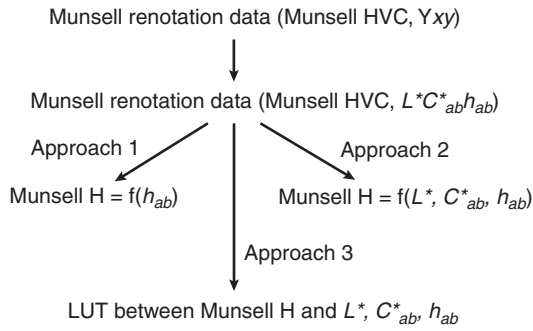 Munsell renotation data (Munsell HVC, Yxy)
Munsell renotation data (Munsell HVC, L*C*abhab)
Approach 1
Approach 2
Munsell H = f(hab)
Munsell H = f(L*, C*ab, hab)
Approach 3
LUT between Munsell H and L*, C*ab, hab